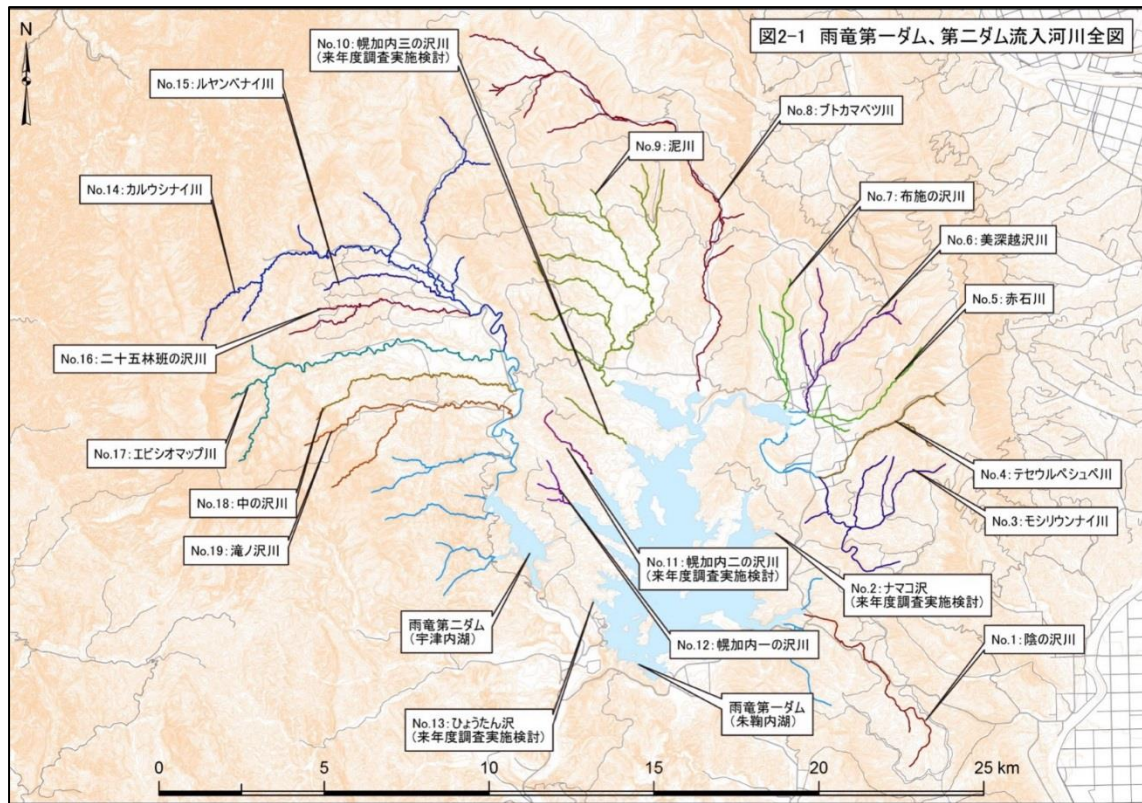 図2-1 雨竜第一ダム、第二ダム流入河川全図
N
No.10：幌加内三の沢川
(来年度調査実施検討)
No.15：ルヤンベナイ川
No.8：ブトカマベツ川
No.9：泥川
No.14：カルウシナイ川
No.7：布施の沢川
No.6：美深越沢川
No.5：赤石川
No.16：二十五林班の沢川
No.17：エピシオマップ川
No.4：テセウルベシュベ川
No.18：中の沢川
No.3：モシリウンナイ川
No.19：滝ノ沢川
No.11：幌加内二の沢川
(来年度調査実施検討)
No.2：ナマコ沢
(来年度調査実施検討)
雨竜第二ダム
(宇津内湖)
No.12：幌加内一の沢川
No.1：陰の沢川
No.13：ひょうたん沢
(来年度調査実施検討)
雨竜第一ダム
(朱鞠内湖)
0 5 10 15 20 25 km